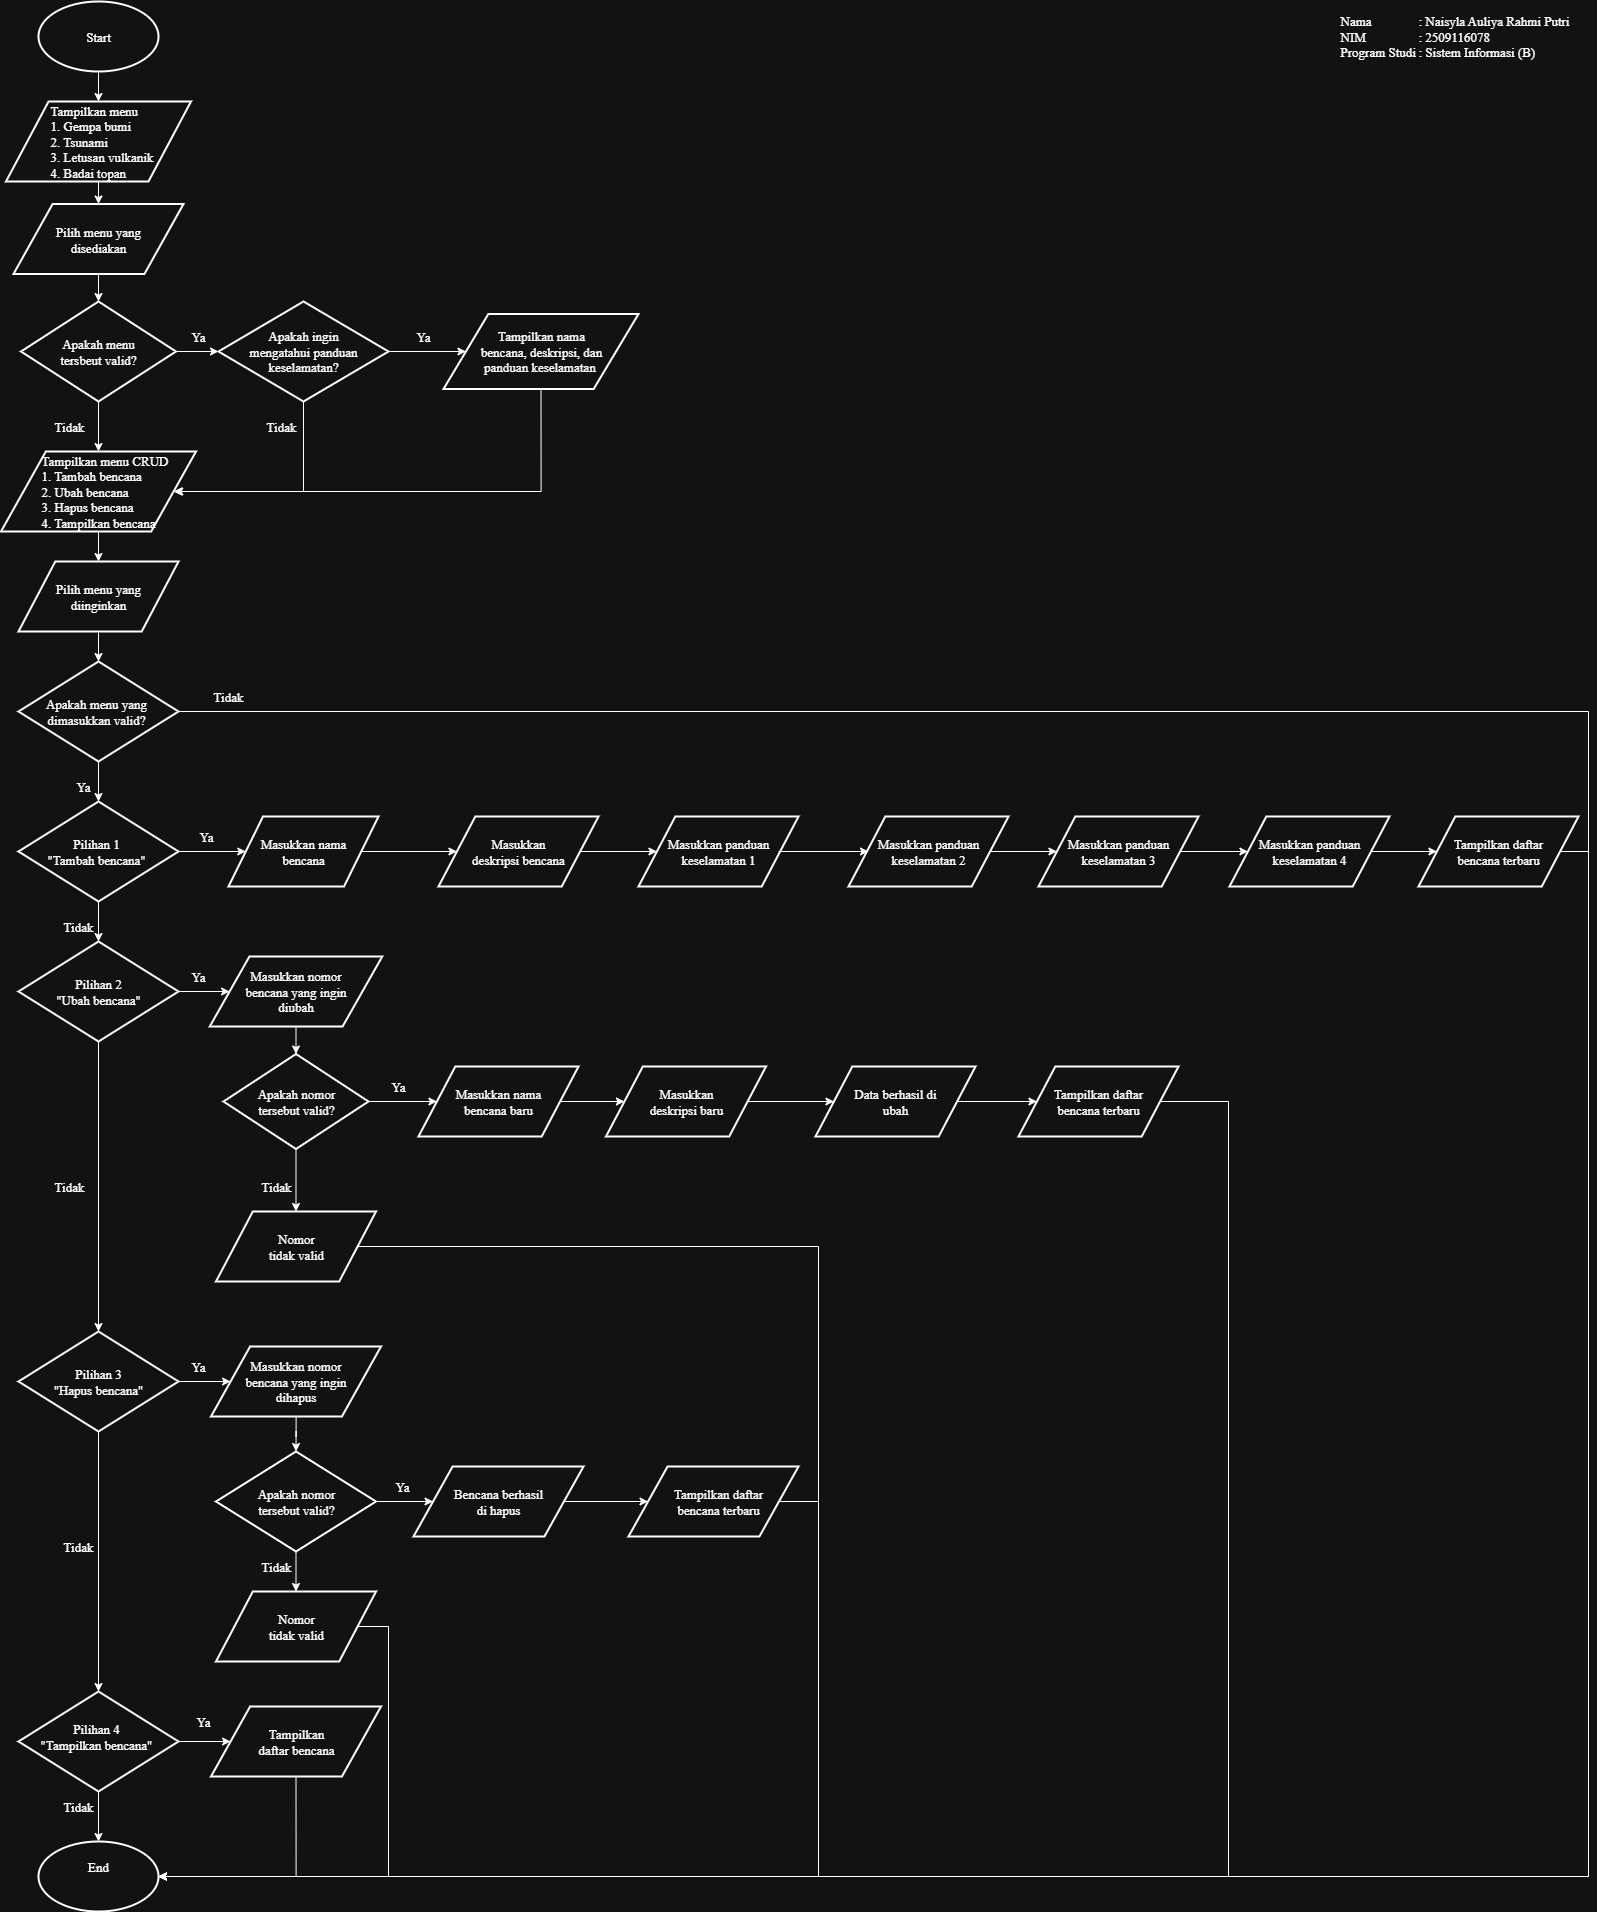 Start
Nama : Naisyla Auliya Rahmi Putri
NIM : 2509116078
Program Studi : Sistem Informasi (B)
Tampilkan menu
1. Gempa bumi
2. Tsunami
3. Letusan vulkanik
4. Badai topan
Pilih menu yang
disediakan
Apakah menu
tersbeut valid?
Ya
Apakah ingin
mengatahui panduan
keselamatan?
Ya
Tampilkan nama
bencana, deskripsi, dan
panduan keselamatan
Tidak
Tidak
Tampilkan menu CRUD
1. Tambah bencana
2. Ubah bencana
3. Hapus bencana
4. Tampilkan bencana
Pilih menu yang
diinginkan
Apakah menu yang
dimasukkan valid?
Tidak
Ya
Pilihan 1
"Tambah bencana"
Ya
Masukkan nama
bencana
Masukkan
deskripsi bencana
Masukkan panduan
keselamatan 1
Masukkan panduan
keselamatan 2
Masukkan panduan
keselamatan 3
Masukkan panduan
keselamatan 4
Tampilkan daftar
bencana terbaru
Tidak
Pilihan 2
"Ubah bencana"
Ya
Masukkan nomor
bencana yang ingin
diubah
Apakah nomor
tersebut valid?
Ya
Masukkan nama
bencana baru
Masukkan
deskripsi baru
Data berhasil di
ubah
Tampilkan daftar
bencana terbaru
Tidak
Tidak
Nomor
tidak valid
Pilihan 3
"Hapus bencana"
Ya
Masukkan nomor
bencana yang ingin
dihapus
Apakah nomor
tersebut valid?
Ya
Bencana berhasil
di hapus
Tampilkan daftar
bencana terbaru
Tidak
Tidak
Nomor
tidak valid
Pilihan 4
"Tampilkan bencana"
Ya
Tampilkan
daftar bencana
Tidak
End